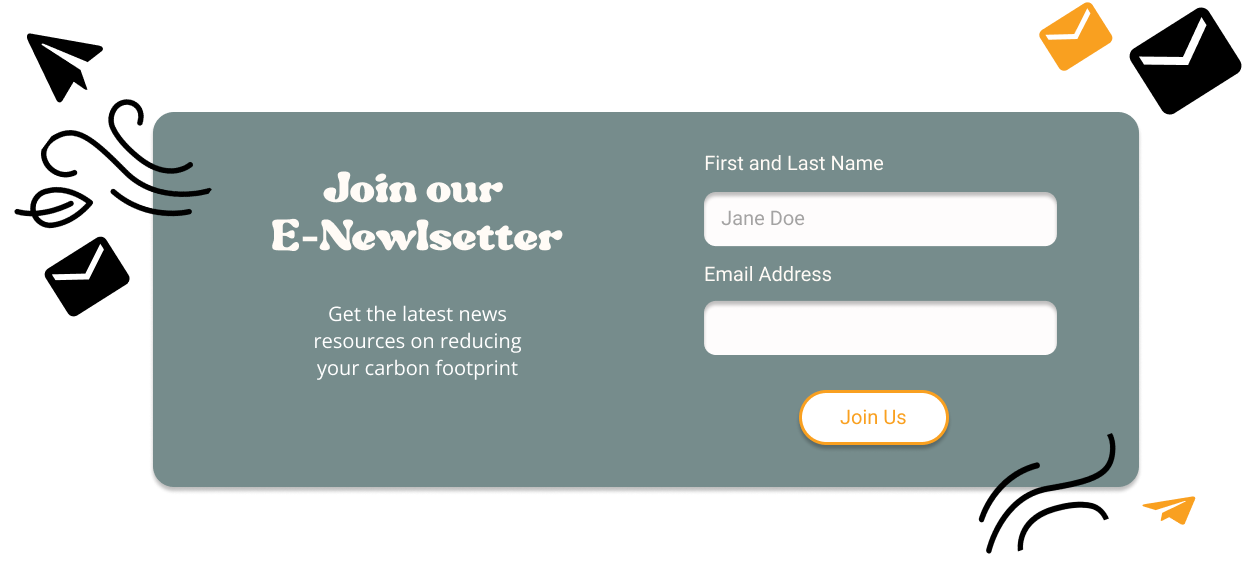 Join our
E-Newlsetter
Get the latest news
resources on reducing
your carbon footprint
First and Last Name
Jane Doe
Email Address
Join Us